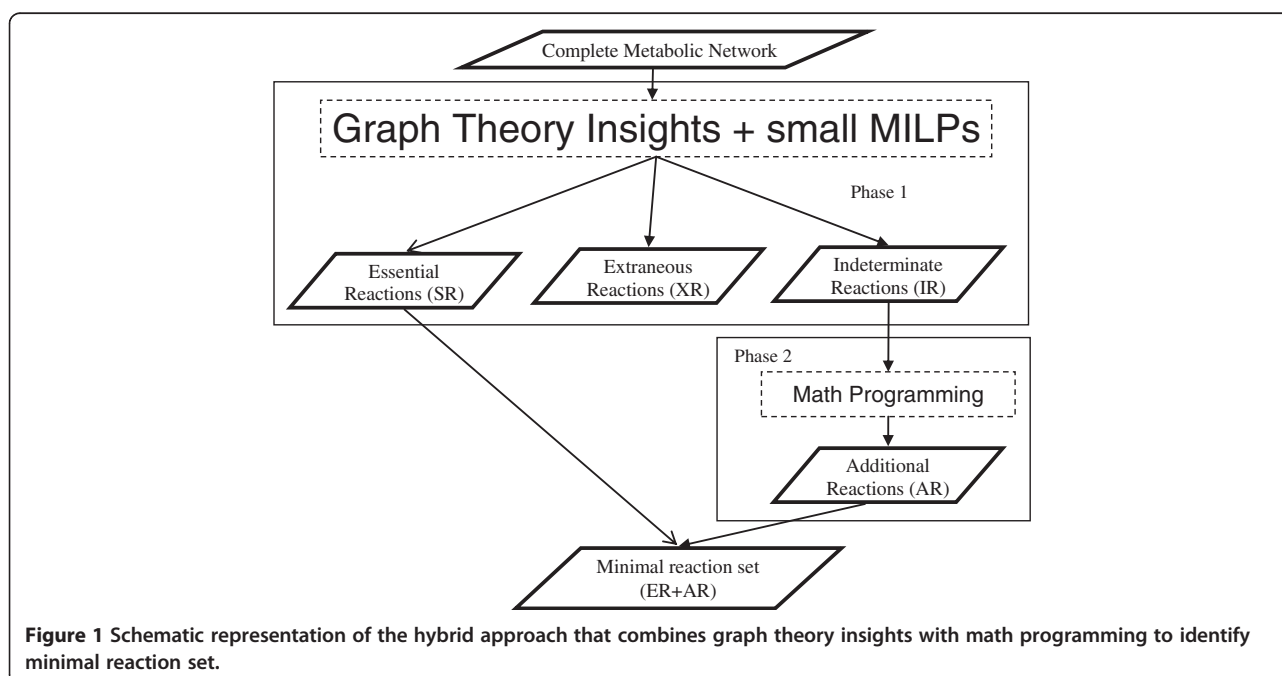 Complete Metabolic Network
Graph Theory Insights + small MILPs
Phase 1
Essential
Reactions (SR)
Extraneous
Reactions (XR)
Indeterminate
Reactions (IR)
Phase 2
Math Programming
Additional
Reactions (AR)
Minimal reaction set
(ER+AR)
Figure 1 Schematic representation of the hybrid approach that combines graph theory insights with math programming to identify
minimal reaction set.